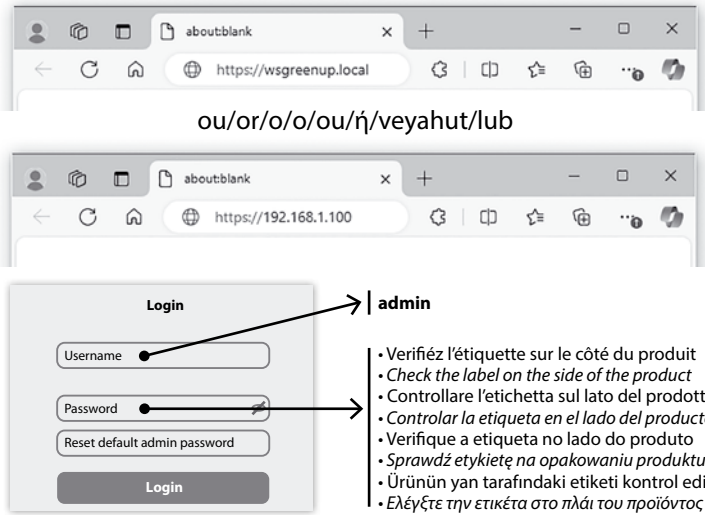 about:blank
https://wsgreenup.local
ou/or/o/o/ou/ή/veyahut/lub
about:blank
https://192.168.1.100
Login
admin
Username
Password
Reset default admin password
Login
• Verifiéz l’étiquette sur le côté du produit
• Check the label on the side of the product
• Controllare l’etichetta sul lato del prodott
• Controlar la etiqueta en el lado del product
• Verifique a etiqueta no lado do produto
• Sprawdź etykietę na opakowaniu produktu
• Ürünün yan tarafındaki etiketi kontrol edi
• Ελέγξτε την ετικέτα στο πλάι του προϊόντος